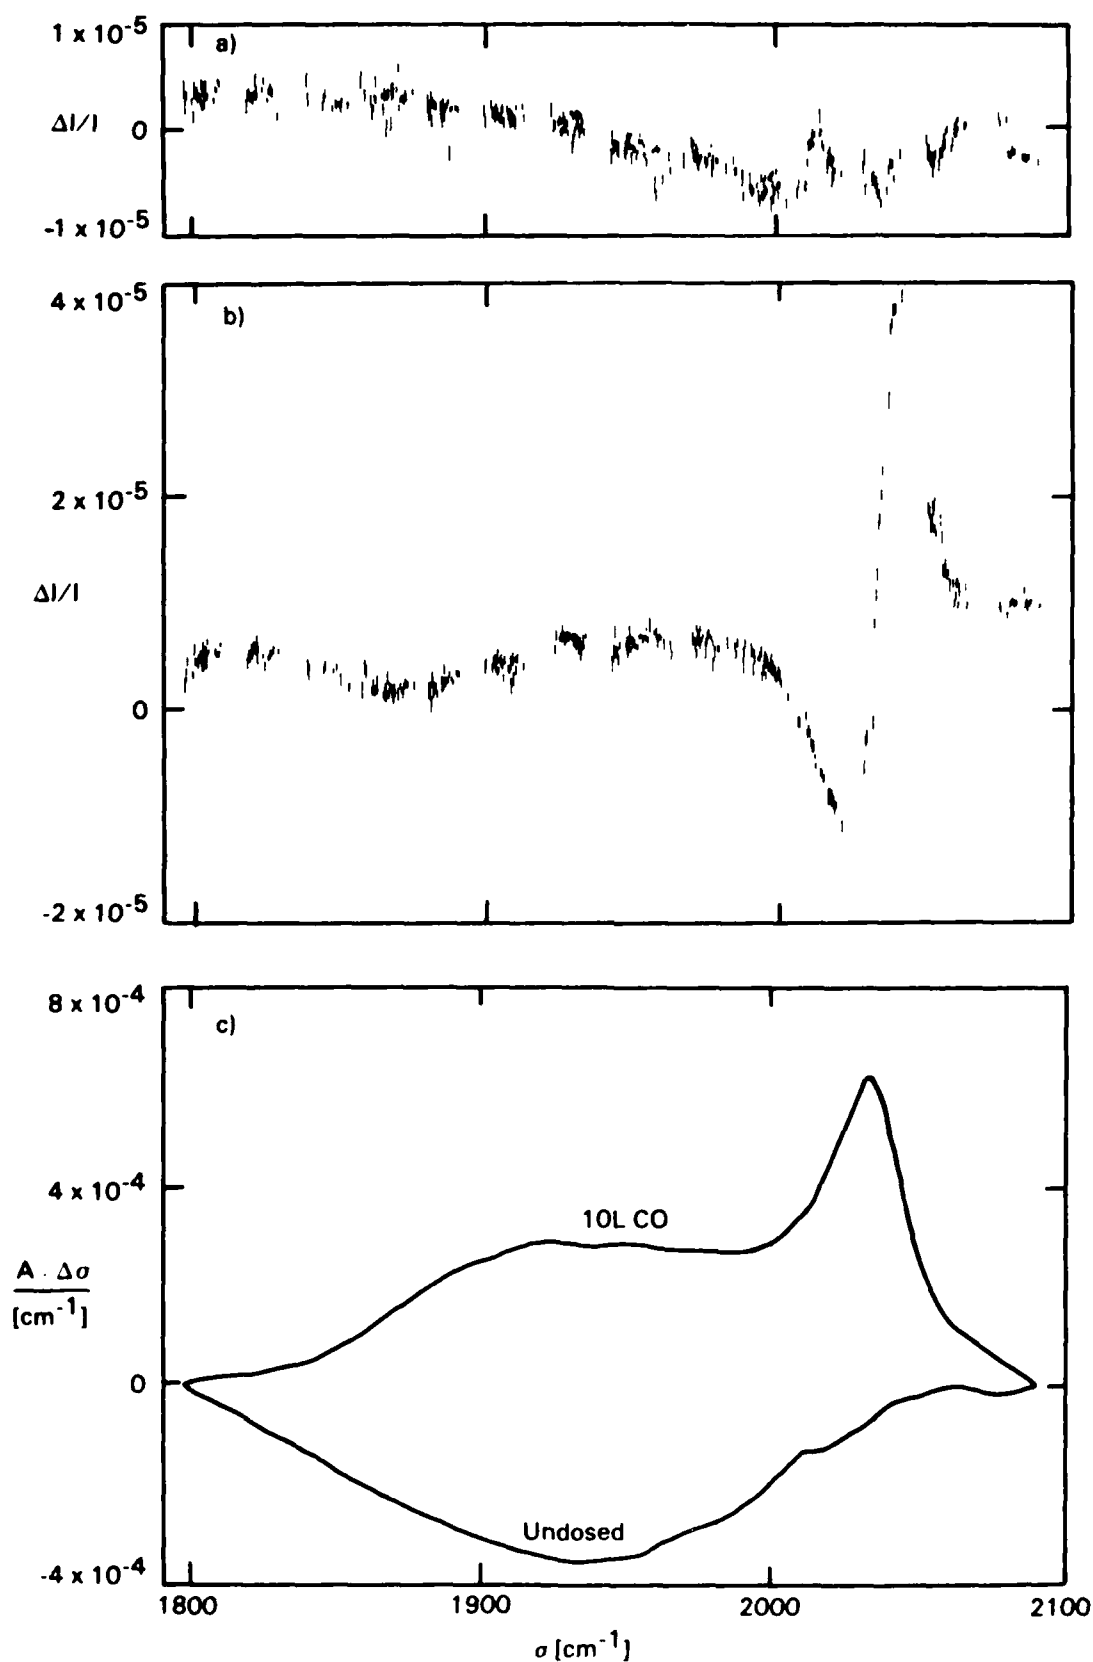 1 x 10-5
a)
ΔI/I
0
-1 x 10-5
4 x 10-5
b)
2 x 10-5
ΔI/I
0
-2 x 10-5
8 x 10-4
c)
4 x 10-4
10L CO
A · Δσ
[cm-1]
0
Undosed
-4 x 10-4
1800 1900 2000 2100
σ [cm-1]